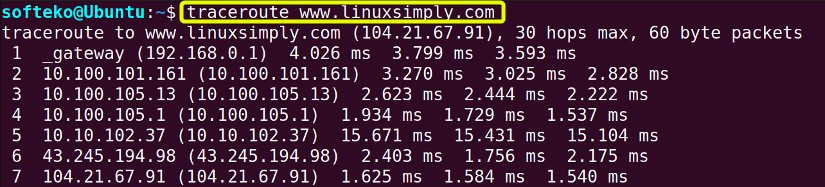 softeko@Ubuntu:~$ traceroute www.linuxsimply.com
traceroute to www.linuxsimply.com (104.21.67.91), 30 hops max, 60 byte packets
 1  _gateway (192.168.0.1)  4.026 ms  3.799 ms  3.593 ms
 2  10.100.101.161 (10.100.101.161)  3.270 ms  3.025 ms  2.828 ms
 3  10.100.105.13 (10.100.105.13)  2.623 ms  2.444 ms  2.222 ms
 4  10.100.105.1 (10.100.105.1)  1.934 ms  1.729 ms  1.537 ms
 5  10.10.102.37 (10.10.102.37)  15.671 ms  15.431 ms  15.104 ms
 6  43.245.194.98 (43.245.194.98)  2.403 ms  1.756 ms  2.175 ms
 7  104.21.67.91 (104.21.67.91)  1.625 ms  1.584 ms  1.540 ms